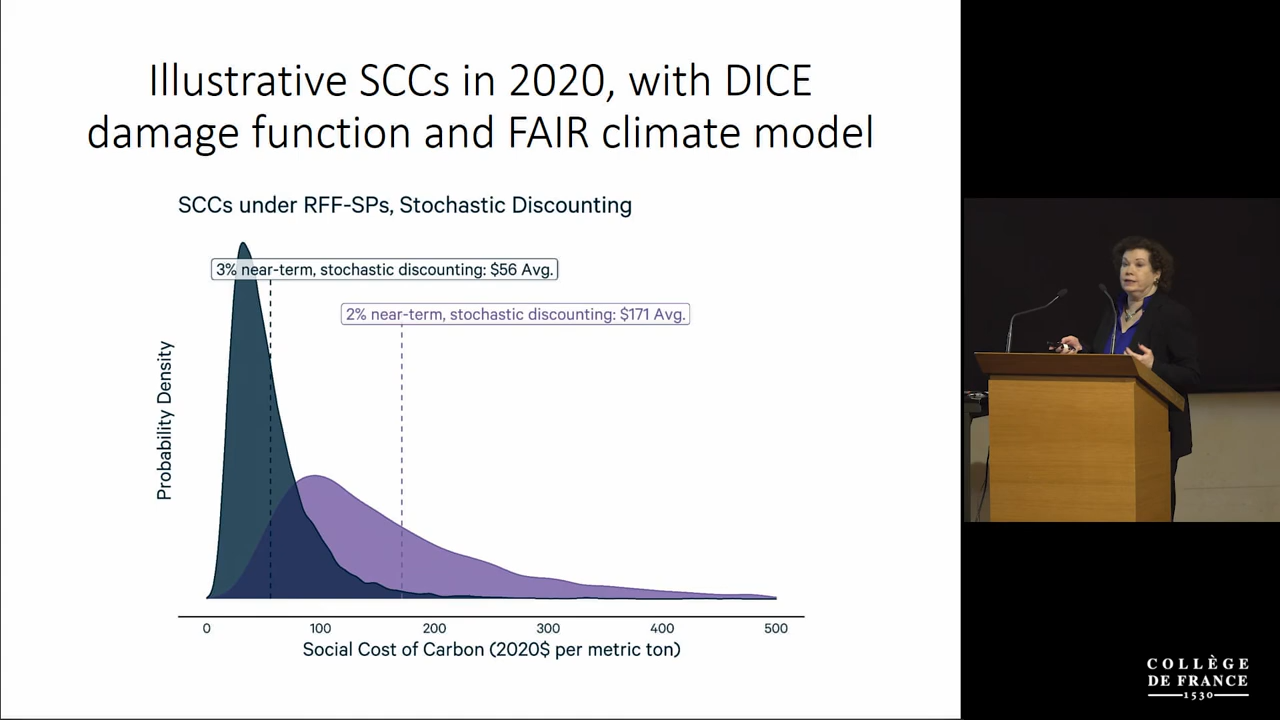 Illustrative SCCs in 2020, with DICE
damage function and FAIR climate model
SCCs under RFF-SPs, Stochastic Discounting
3% near-term, stochastic discounting: $56 Avg.
2% near-term, stochastic discounting: $171 Avg.
Probability Density
0 100 200 300 400 500
Social Cost of Carbon (2020$ per metric ton)
COLLÈGE
DE FRANCE
1530